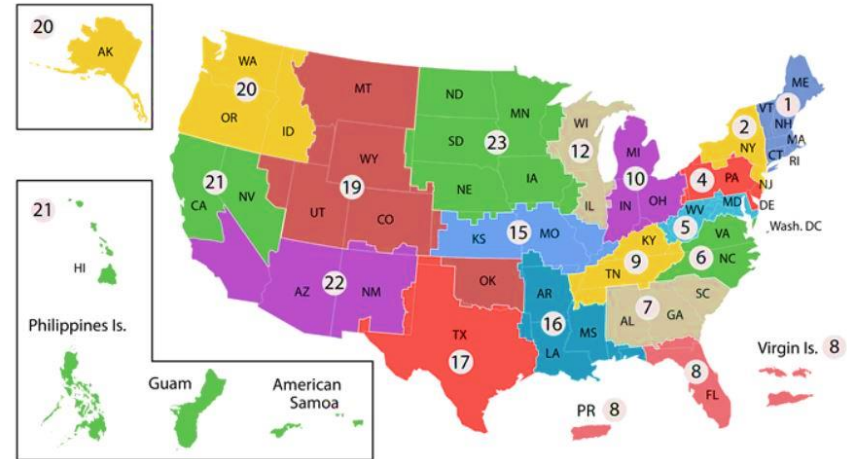 20
AK
WA
20
OR
ID
MT
WY
19
UT
CO
ND
MN
SD
23
NE
IA
WI
12
IL
MI
10
IN
OH
ME
VT
1
NH
MA
CT
RI
2
NY
4
PA
NJ
DE
MD
WV
5
Wash. DC
VA
6
NC
KY
9
TN
KS
15
MO
21
CA
NV
AZ
22
NM
OK
TX
17
AR
16
MS
LA
SC
7
AL
GA
8
FL
Virgin Is. 8
PR 8
21
HI
Philippines Is.
Guam
American
Samoa